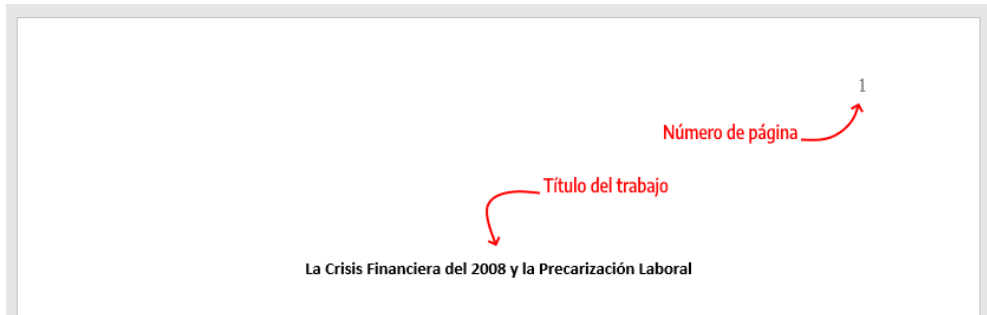 1
Número de página
Título del trabajo
La Crisis Financiera del 2008 y la Precarización Laboral